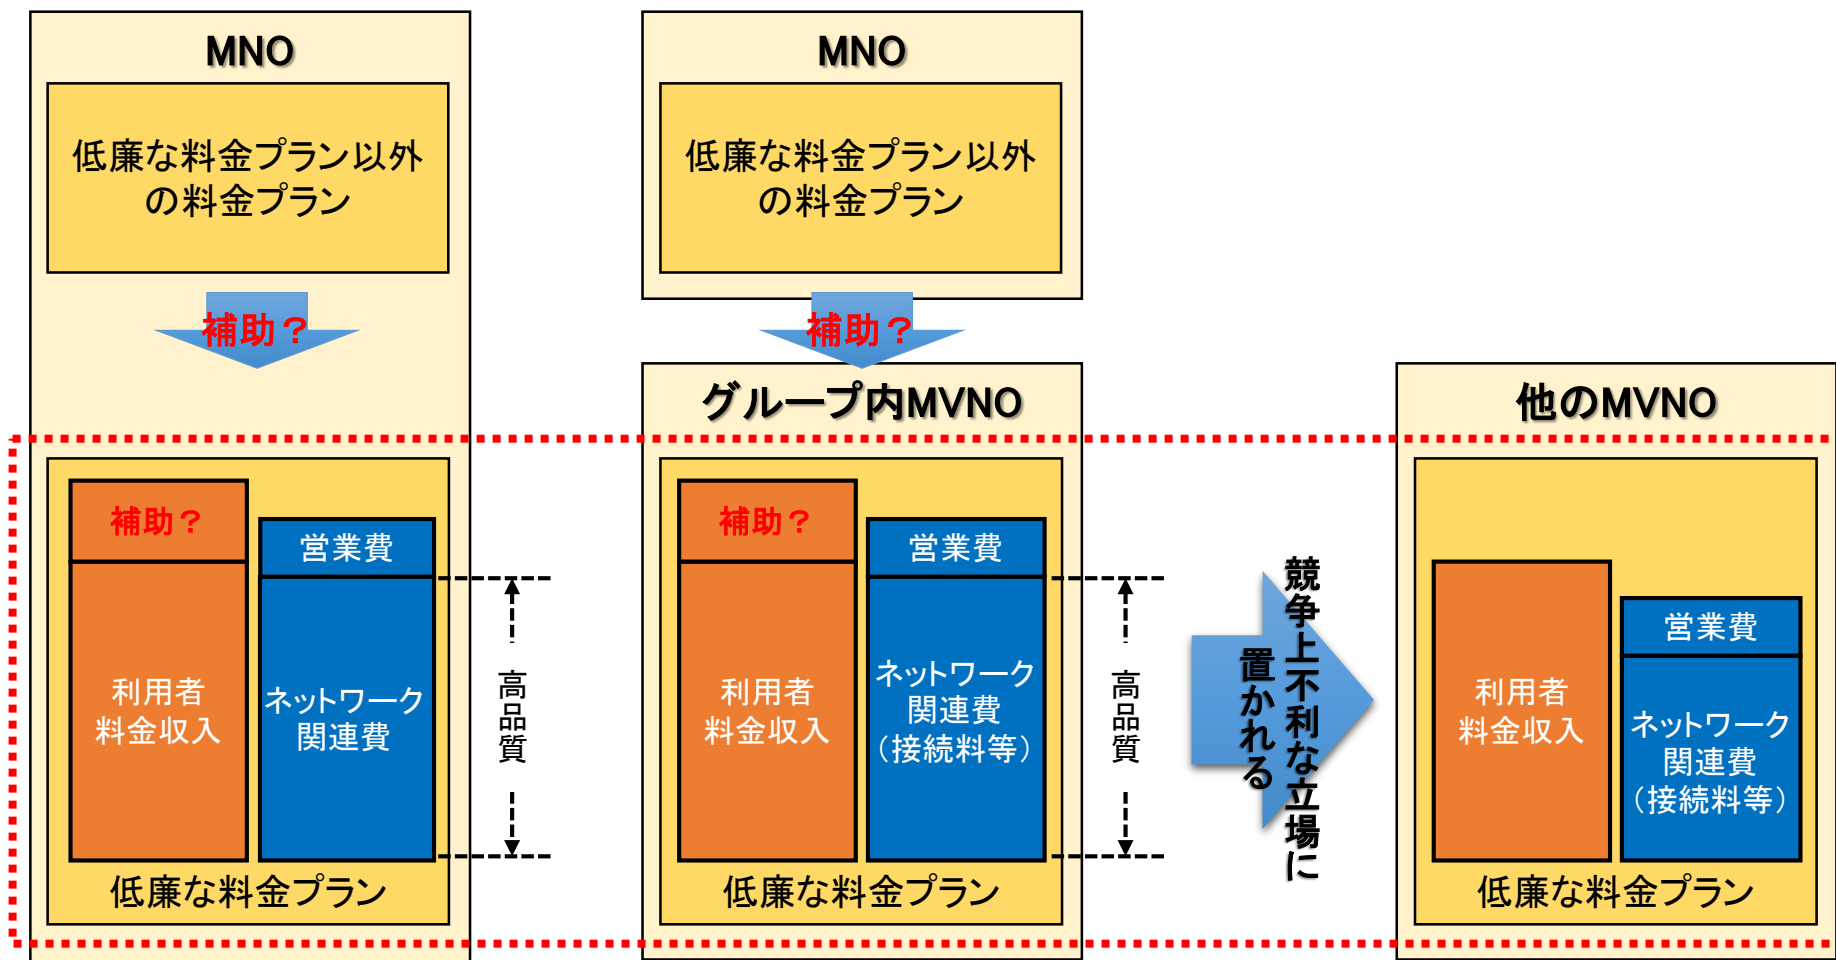 MNO
低廉な料金プラン以外
の料金プラン
補助？
補助？
利用者
料金収入
営業費
ネットワーク
関連費
高品質
低廉な料金プラン
MNO
低廉な料金プラン以外
の料金プラン
補助？
グループ内MVNO
補助？
利用者
料金収入
営業費
ネットワーク
関連費
（接続料等）
高品質
低廉な料金プラン
競争上不利な立場に
置かれる
他のMVNO
利用者
料金収入
営業費
ネットワーク
関連費
（接続料等）
低廉な料金プラン